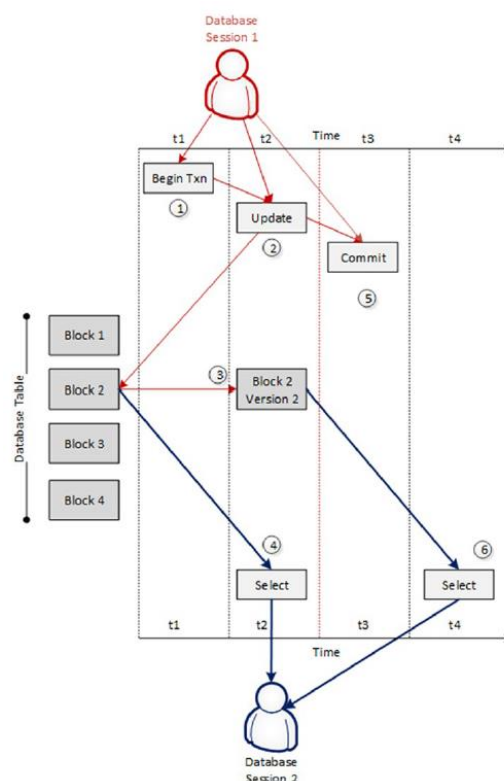 Database
Session 1
t1
t2
Time
t3
t4
Begin Txn
1
Update
2
Commit
5
Database Table
Block 1
Block 2
Block 3
Block 4
3
Block 2
Version 2
4
6
Select
Select
t1
t2
t3
t4
Time
Database
Session 2